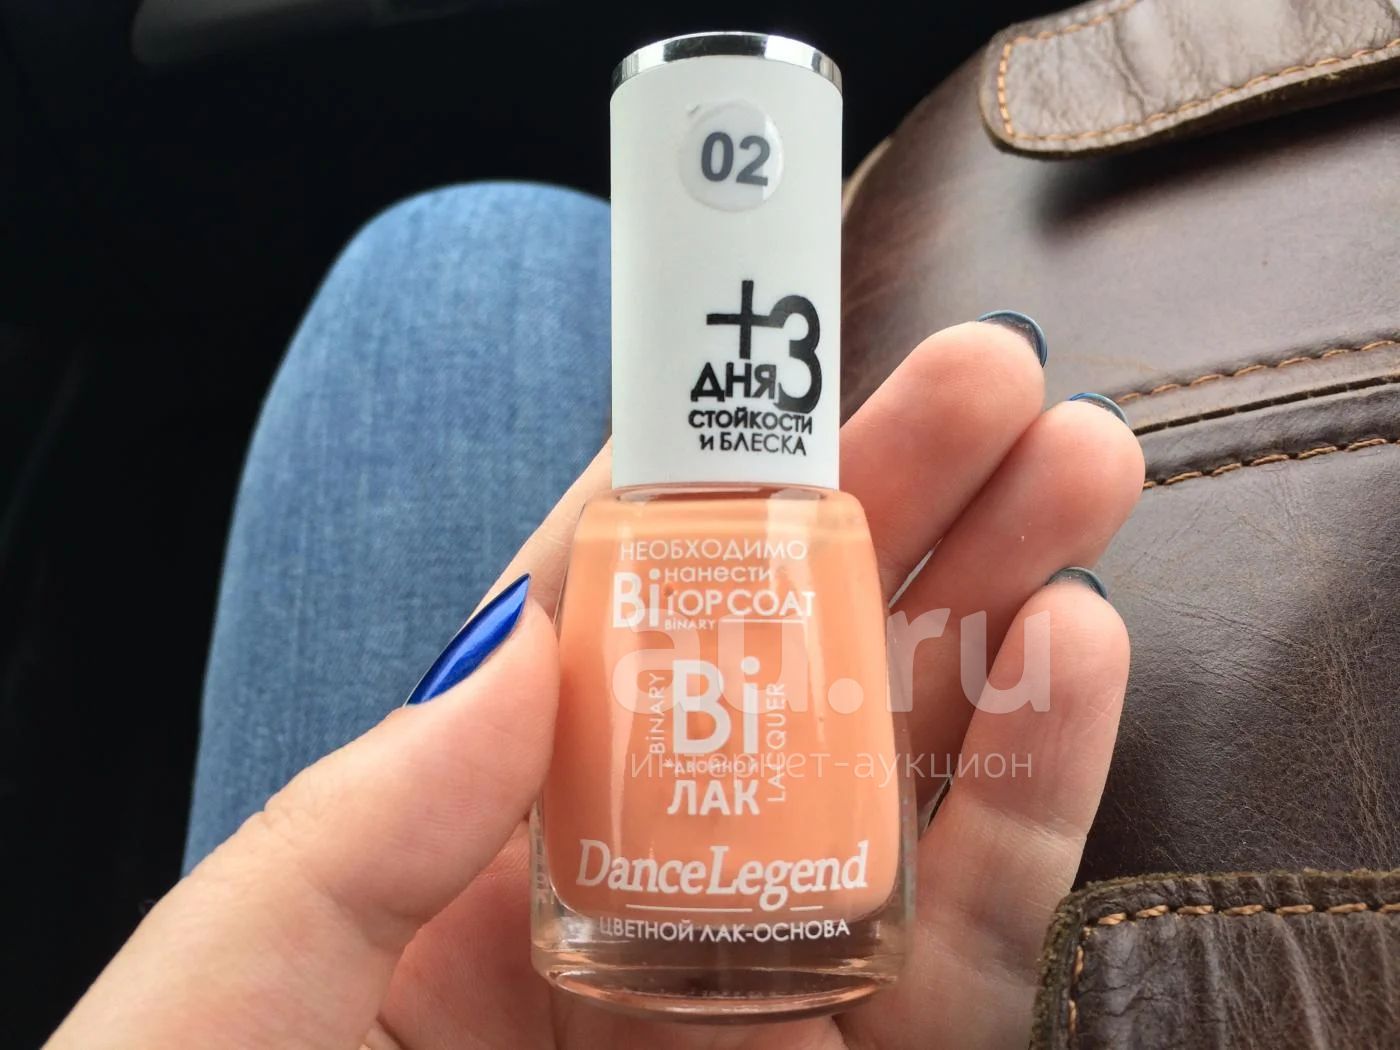 02
+3
ДНЯ
СТОЙКОСТИ
и БЛЕСКА
НЕОБХОДИМО
Bi нанести
TOP COAT
BiNARY
BiNARY Bi LACQUER
*ДВОЙНОЙ
ЛАК
DanceLegend
ЦВЕТНОЙ ЛАК-ОСНОВА
au.ru
интернет-аукцион